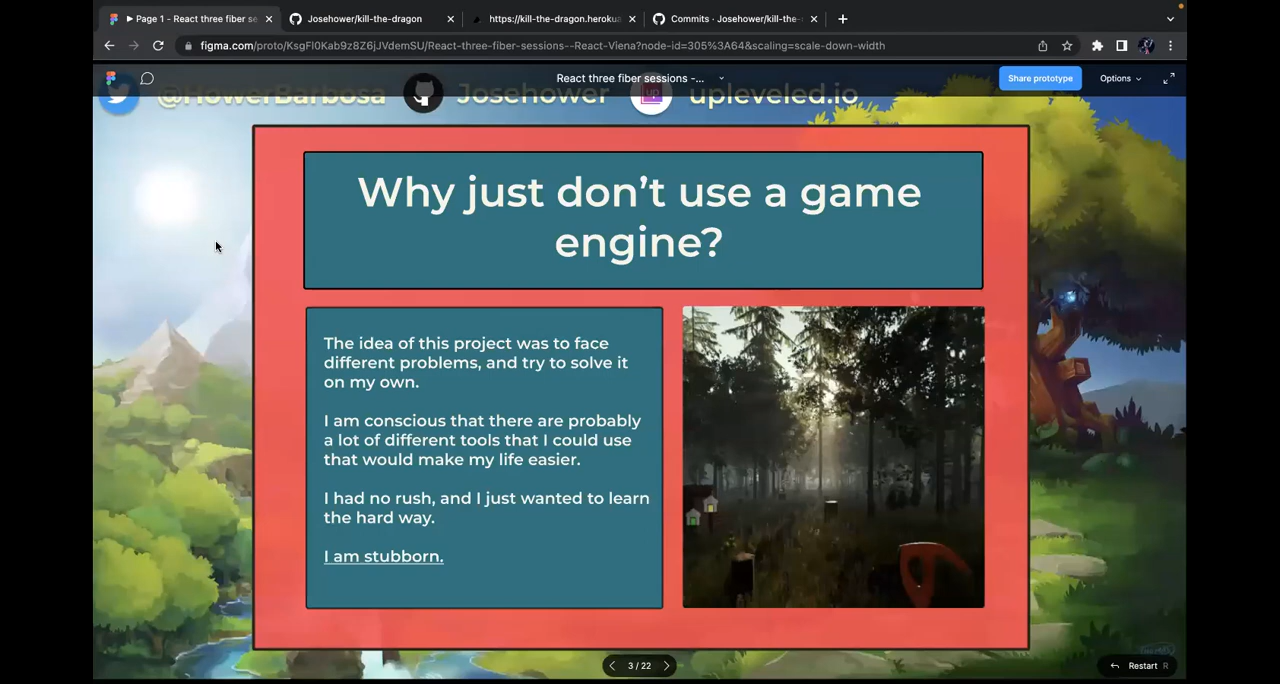 Page 1 - React three fiber se
Josehower/kill-the-dragon
https://kill-the-dragon.heroku
Commits · Josehower/kill-the-
figma.com/proto/KsgFl0Kab9z8Z6jJVdemSU/React-three-fiber-sessions--React-Viena?node-id=305%3A64&scaling=scale-down-width
React three fiber sessions -...
Share prototype
Options
@HowerBarbosa
Josehower
up
upleveled.io
Why just don’t use a game
engine?
The idea of this project was to face
different problems, and try to solve it
on my own.
I am conscious that there are probably
a lot of different tools that I could use
that would make my life easier.
I had no rush, and I just wanted to learn
the hard way.
I am stubborn.
3 / 22
Restart R